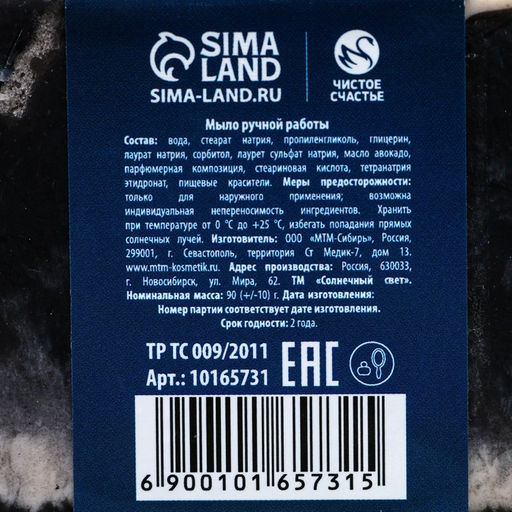 SIMA
LAND
SIMA-LAND.RU
ЧИСТОЕ
СЧАСТЬЕ
Мыло ручной работы
Состав: вода, стеарат натрия, пропиленгликоль, глицерин,
лаурат натрия, сорбитол, лаурет сульфат натрия, масло авокадо,
парфюмерная композиция, стеариновая кислота, тетранатрия
этидронат, пищевые красители. Меры предосторожности:
только для наружного применения; возможна
индивидуальная непереносимость ингредиентов. Хранить
при температуре от 0 °С до +25 °С, избегать попадания прямых
солнечных лучей. Изготовитель: ООО «МТМ-Сибирь», Россия,
299001, г. Севастополь, территория Ст Медик-7, дом 13.
www.mtm-kosmetik.ru. Адрес производства: Россия, 630033,
г. Новосибирск, ул. Мира, 62. ТМ «Солнечный свет».
Номинальная масса: 90 (+/-10) г. Дата изготовления:
Номер партии соответствует дате изготовления.
Срок годности: 2 года.
ТР ТС 009/2011
Арт.: 10165731
EAC
6 900101 657315